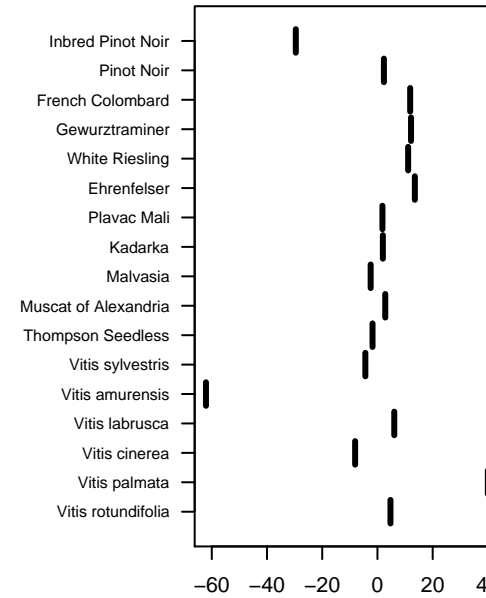 Inbred Pinot Noir
Pinot Noir
French Colombard
Gewurztraminer
White Riesling
Ehrenfelser
Plavac Mali
Kadarka
Malvasia
Muscat of Alexandria
Thompson Seedless
Vitis sylvestris
Vitis amurensis
Vitis labrusca
Vitis cinerea
Vitis palmata
Vitis rotundifolia
−60 −40 −20 0 20